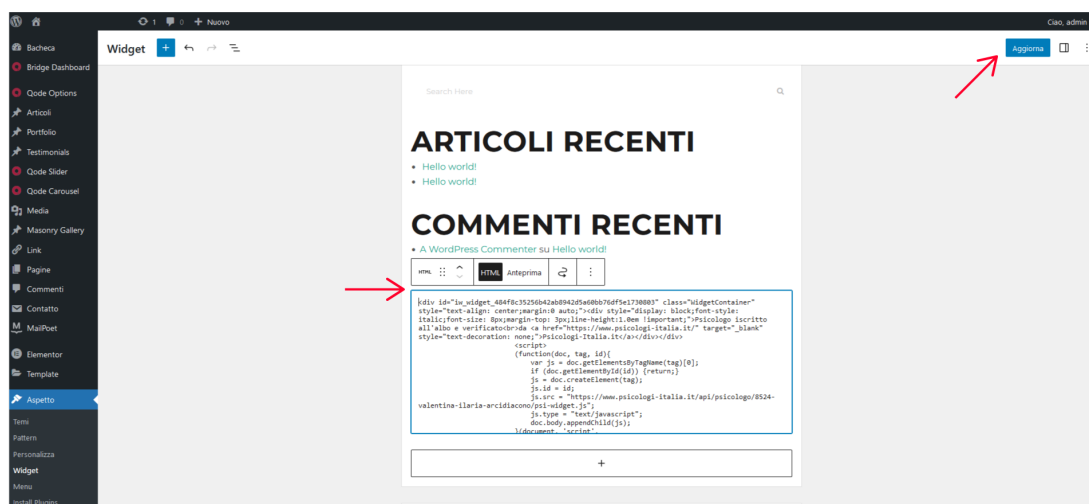 1
0
Nuovo
Ciao, admin
Bacheca
Bridge Dashboard
Qode Options
Articoli
Portfolio
Testimonials
Qode Slider
Qode Carousel
Media
Masonry Gallery
Link
Pagine
Commenti
Contatto
MailPoet
Elementor
Template
Aspetto
Temi
Pattern
Personalizza
Widget
Menu
Install Plugins
Widget
Aggiorna
Search Here
ARTICOLI RECENTI
• Hello world!
• Hello world!
COMMENTI RECENTI
• A WordPress Commenter su Hello world!
HTML HTML Anteprima
<div id="iw_widget_484f8c35256b42ab8942d5a60bb76df5e1730803" class="WidgetContainer"
style="text-align: center;margin:0 auto;"><div style="display: block;font-style:
italic;font-size: 8px;margin-top: 3px;line-height:1.0em !important;">Psicologo iscritto
all'albo e verificato<br>da <a href="https://www.psicologi-italia.it/" target="_blank"
style="text-decoration: none;">Psicologi-Italia.it</a></div></div>
<script>
(function(doc, tag, id){
var js = doc.getElementsByTagName(tag)[0];
if (doc.getElementById(id)) {return;}
js = doc.createElement(tag);
js.id = id;
js.src = "https://www.psicologi-italia.it/api/psicologo/8524-
valentina-ilaria-arcidiacono/psi-widget.js";
js.type = "text/javascript";
doc.body.appendChild(js);
}(document, 'script',